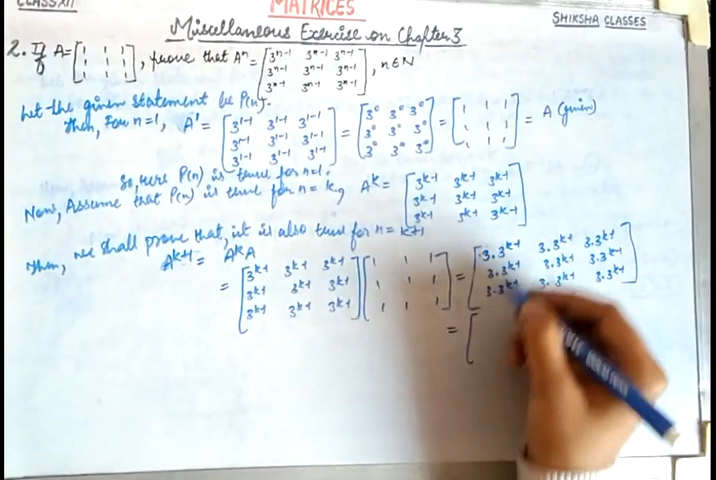 CLASS XII
MATRICES
SHIKSHA CLASSES
Miscellaneous Exercise on Chapter 3
2. If A = [1 1 1 , prove that Aⁿ = [3ⁿ⁻¹ 3ⁿ⁻¹ 3ⁿ⁻¹ , n ∈ N
1 1 1 3ⁿ⁻¹ 3ⁿ⁻¹ 3ⁿ⁻¹
1 1 1] 3ⁿ⁻¹ 3ⁿ⁻¹ 3ⁿ⁻¹]
Let the given statement be P(n).
Then, For n=1, A¹ = [3¹⁻¹ 3¹⁻¹ 3¹⁻¹ = [3⁰ 3⁰ 3⁰ = [1 1 1 = A (given)
3¹⁻¹ 3¹⁻¹ 3¹⁻¹ 3⁰ 3⁰ 3⁰ 1 1 1
3¹⁻¹ 3¹⁻¹ 3¹⁻¹] 3⁰ 3⁰ 3⁰] 1 1 1]
So, here P(n) is true for n=1.
Now, Assume that P(n) is true for n = k, Aᵏ = [3ᵏ⁻¹ 3ᵏ⁻¹ 3ᵏ⁻¹
3ᵏ⁻¹ 3ᵏ⁻¹ 3ᵏ⁻¹
3ᵏ⁻¹ 3ᵏ⁻¹ 3ᵏ⁻¹]
Then, we shall prove that, it is also true for n = k+1
Aᵏ⁺¹ = AᵏA
= [3ᵏ⁻¹ 3ᵏ⁻¹ 3ᵏ⁻¹ [1 1 1 = [3.3ᵏ⁻¹ 3.3ᵏ⁻¹ 3.3ᵏ⁻¹
3ᵏ⁻¹ 3ᵏ⁻¹ 3ᵏ⁻¹ 1 1 1 3.3ᵏ⁻¹ 3.3ᵏ⁻¹ 3.3ᵏ⁻¹
3ᵏ⁻¹ 3ᵏ⁻¹ 3ᵏ⁻¹] 1 1 1] 3.3ᵏ⁻¹ 3.3ᵏ⁻¹ 3.3ᵏ⁻¹]
= [